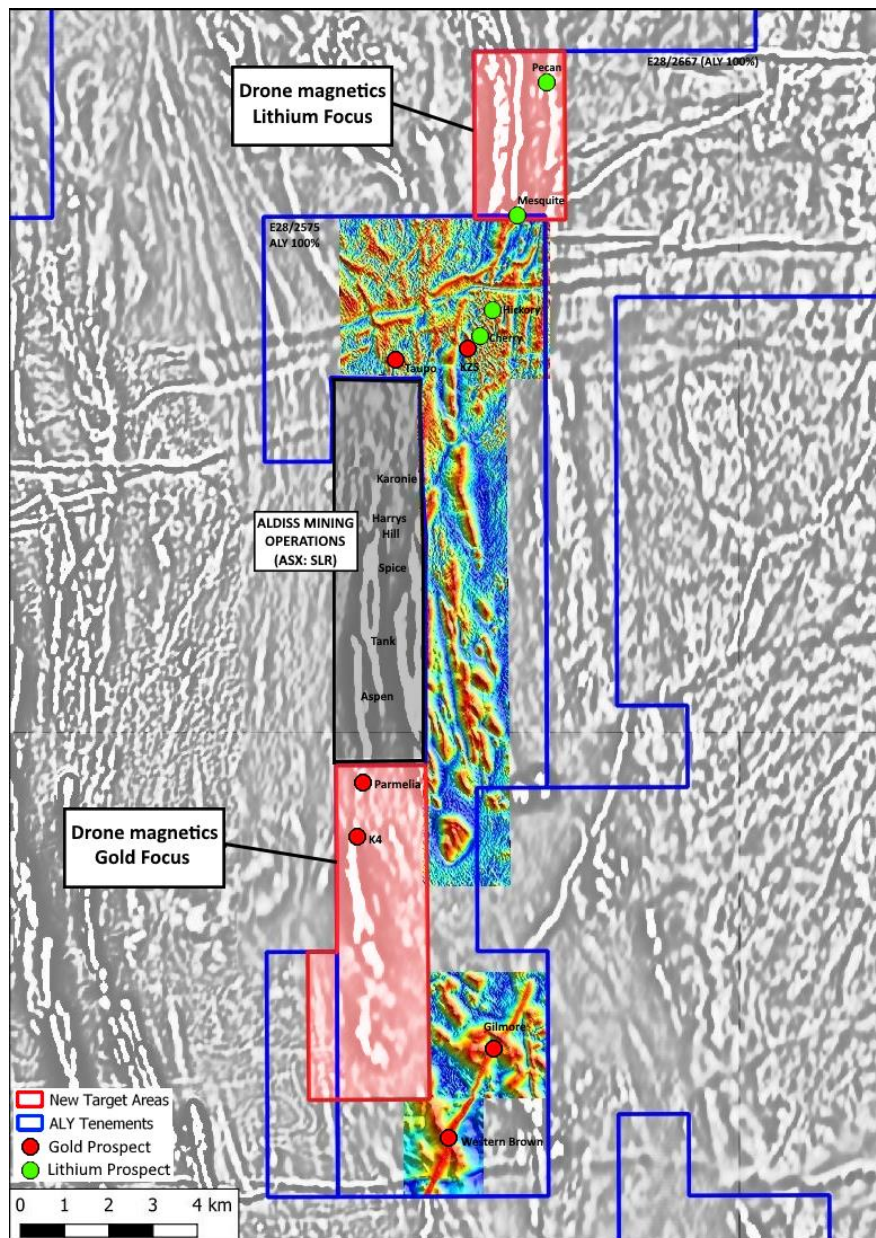 Pecan
E28/2667 (ALY 100%)
Drone magnetics
Lithium Focus
Mesquite
E28/2575
ALY 100%
Hickory
Cherry
KZ5
Taupo
Karonie
Harrys
Hill
ALDISS MINING
OPERATIONS
(ASX: SLR)
Spice
Tank
Aspen
Parmelia
K4
Drone magnetics
Gold Focus
Gilmore
Western Brown
New Target Areas
ALY Tenements
Gold Prospect
Lithium Prospect
0 1 2 3 4 km